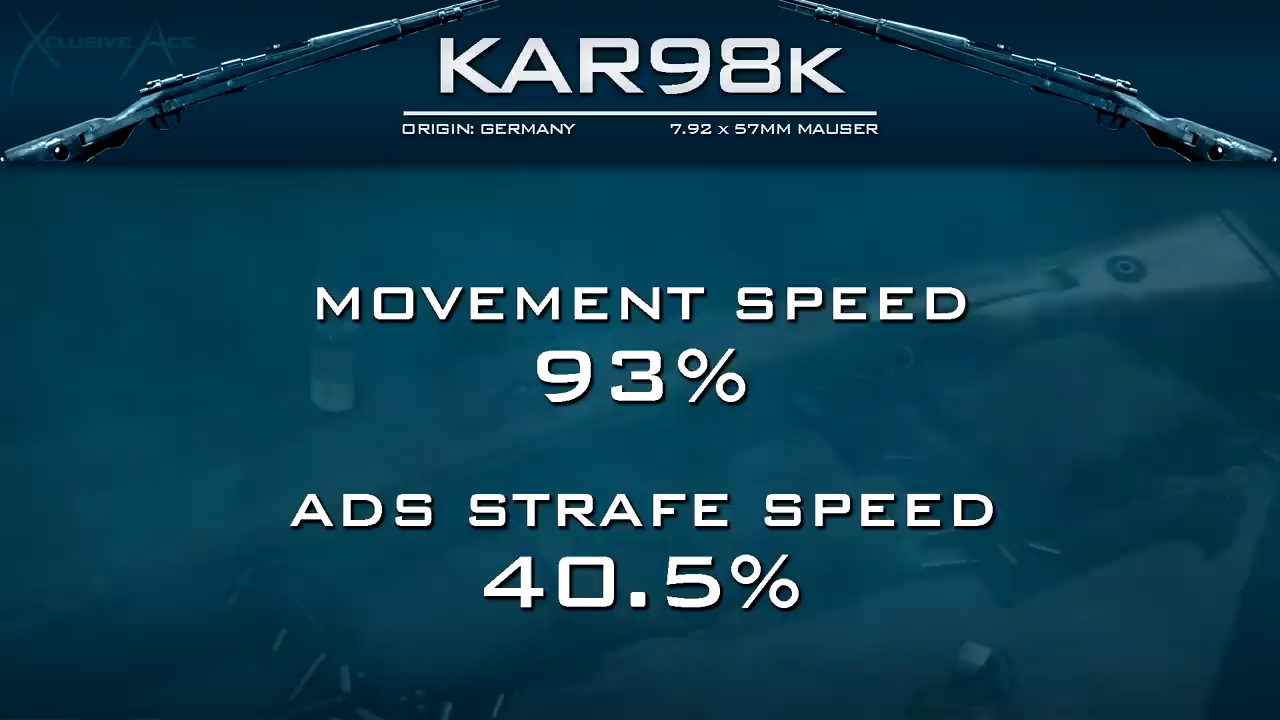 Xclusive Ace
KAR98K
ORIGIN: GERMANY 7.92 x 57MM MAUSER
MOVEMENT SPEED
93%
ADS STRAFE SPEED
40.5%